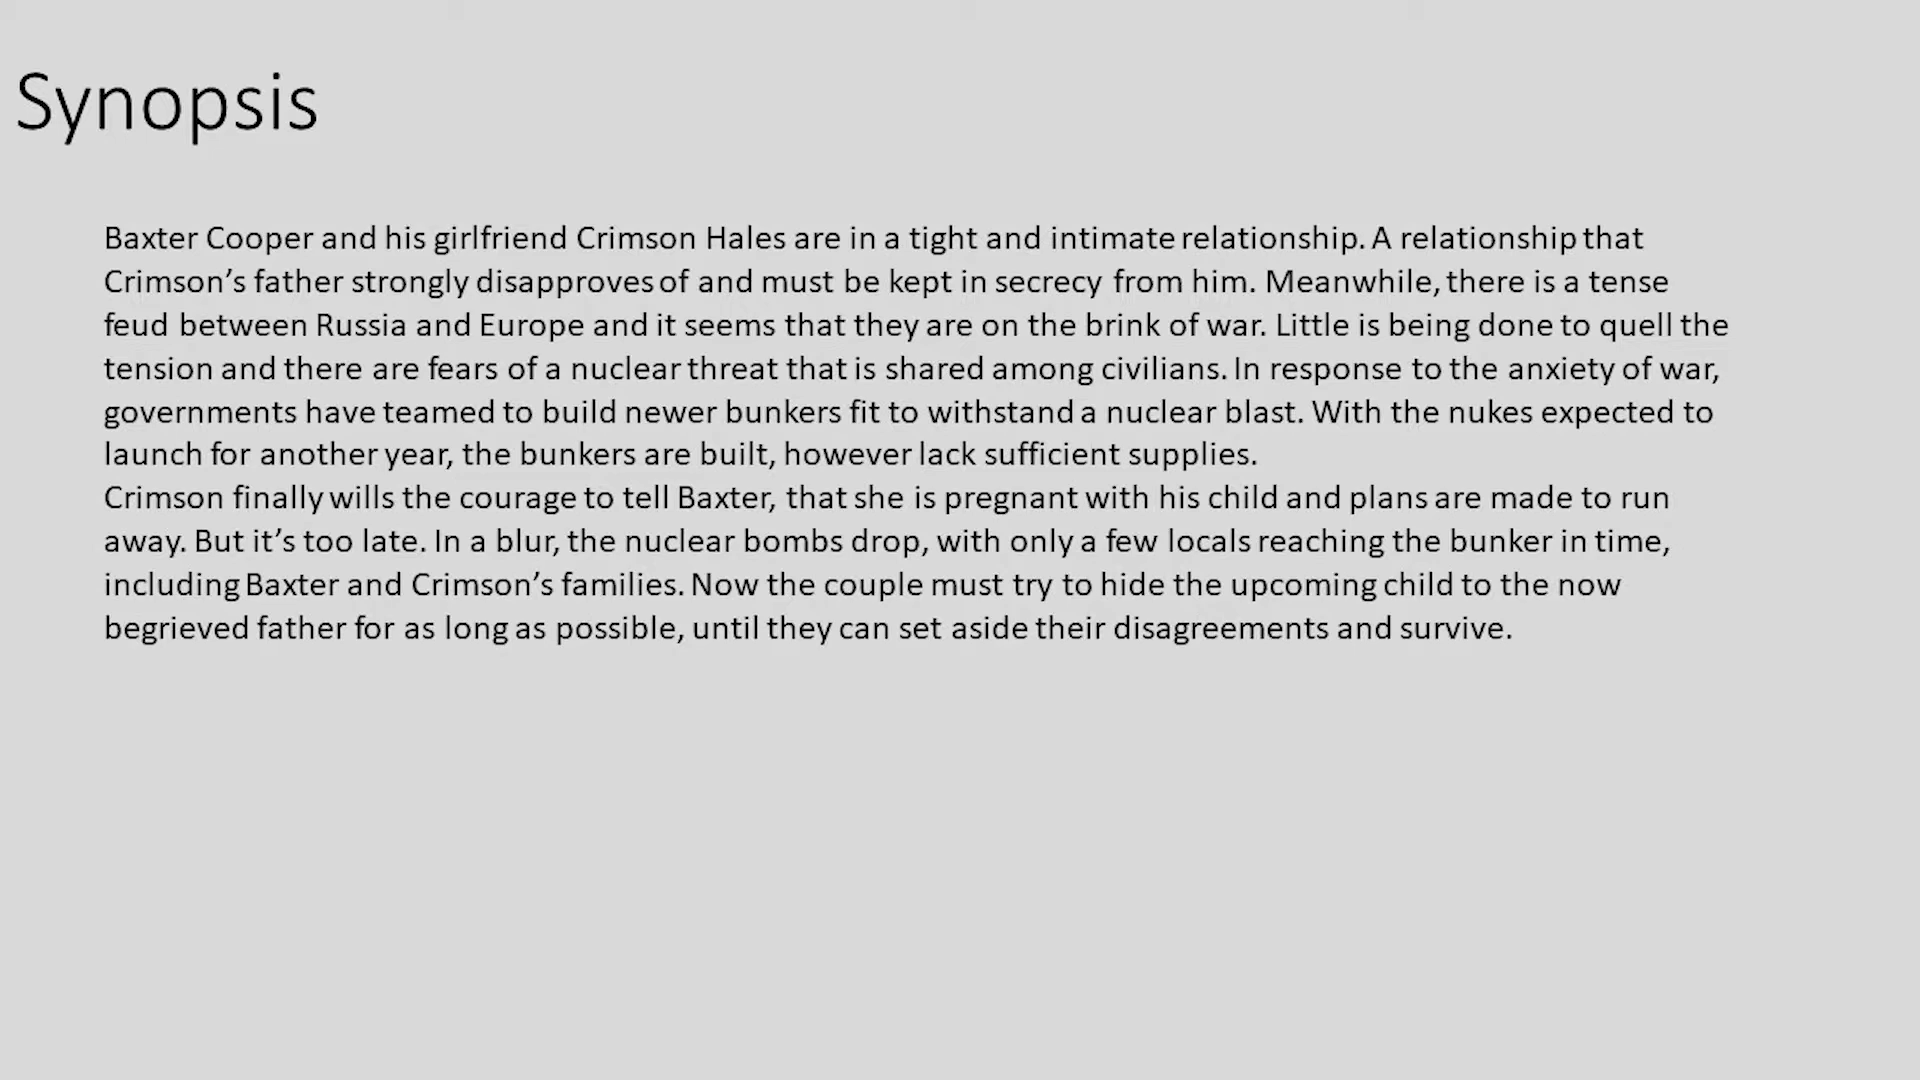 Synopsis
Baxter Cooper and his girlfriend Crimson Hales are in a tight and intimate relationship. A relationship that
Crimson’s father strongly disapproves of and must be kept in secrecy from him. Meanwhile, there is a tense
feud between Russia and Europe and it seems that they are on the brink of war. Little is being done to quell the
tension and there are fears of a nuclear threat that is shared among civilians. In response to the anxiety of war,
governments have teamed to build newer bunkers fit to withstand a nuclear blast. With the nukes expected to
launch for another year, the bunkers are built, however lack sufficient supplies.
Crimson finally wills the courage to tell Baxter, that she is pregnant with his child and plans are made to run
away. But it’s too late. In a blur, the nuclear bombs drop, with only a few locals reaching the bunker in time,
including Baxter and Crimson’s families. Now the couple must try to hide the upcoming child to the now
begrieved father for as long as possible, until they can set aside their disagreements and survive.